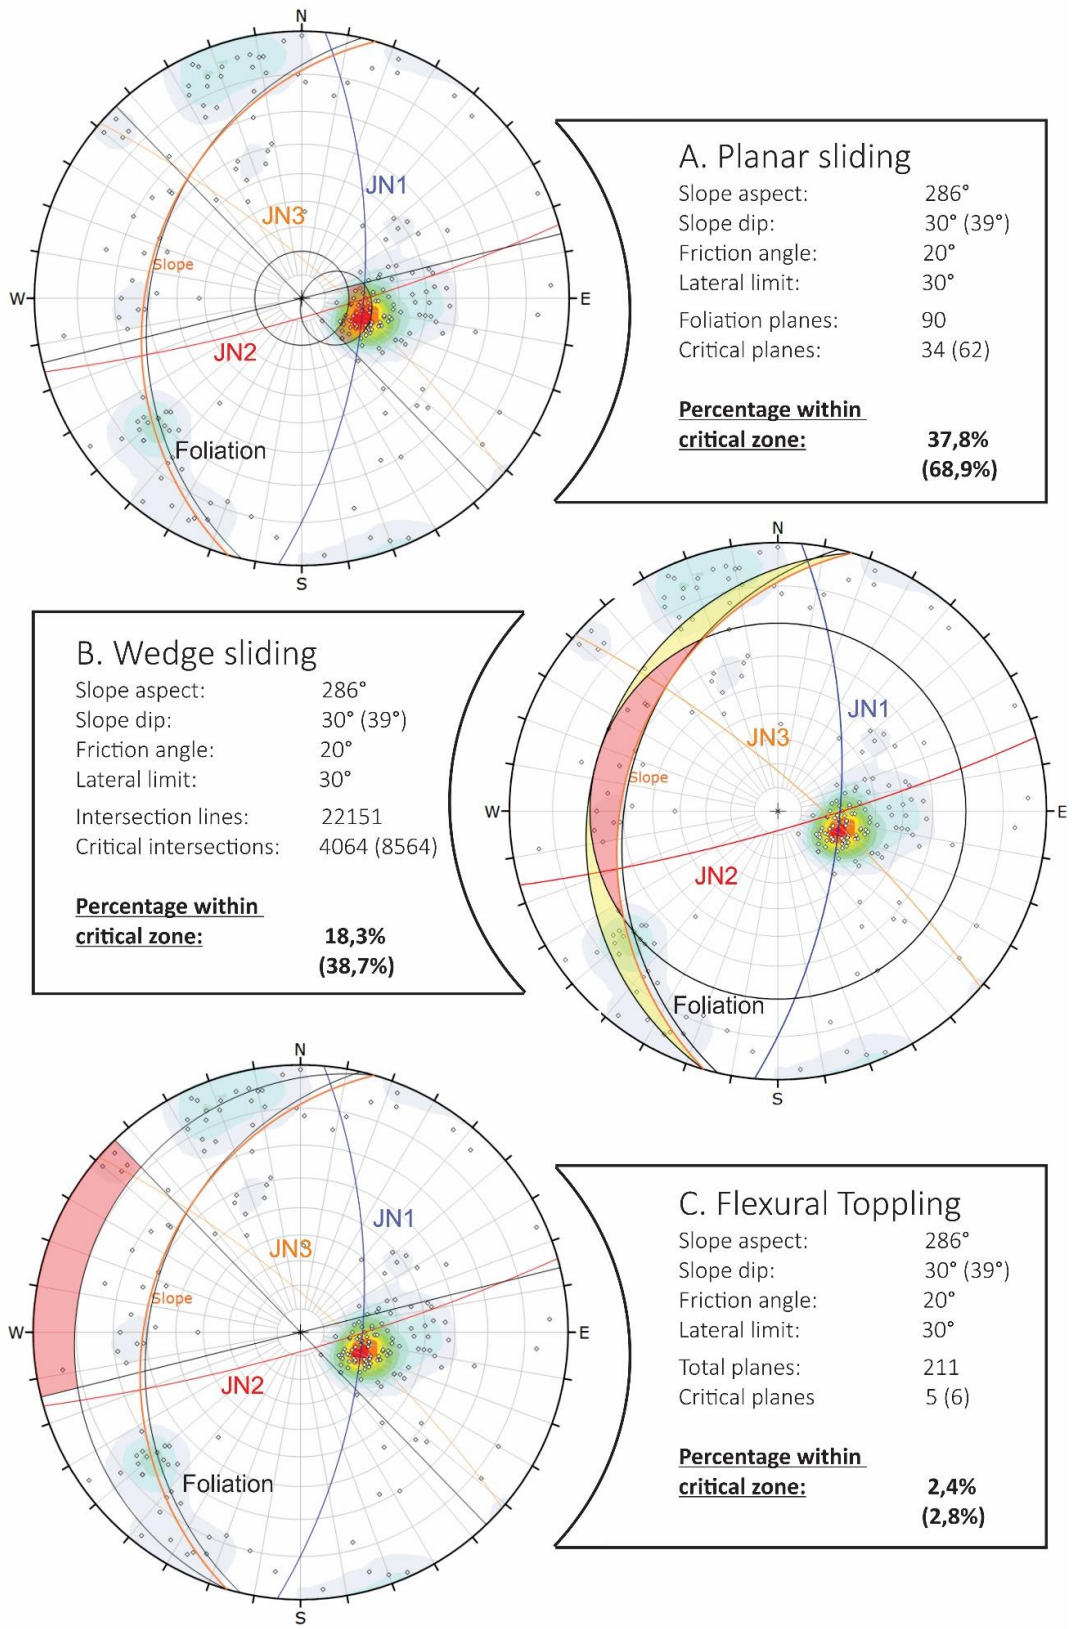 N
JN1
JN3
Slope
W
E
JN2
Foliation
S
A. Planar sliding
Slope aspect: 286°
Slope dip: 30° (39°)
Friction angle: 20°
Lateral limit: 30°
Foliation planes: 90
Critical planes: 34 (62)
Percentage within
critical zone: 37,8%
(68,9%)
B. Wedge sliding
Slope aspect: 286°
Slope dip: 30° (39°)
Friction angle: 20°
Lateral limit: 30°
Intersection lines: 22151
Critical intersections: 4064 (8564)
Percentage within
critical zone: 18,3%
(38,7%)
N
JN1
JN3
Slope
W
E
JN2
Foliation
S
N
JN1
JN3
Slope
W
E
JN2
Foliation
S
C. Flexural Toppling
Slope aspect: 286°
Slope dip: 30° (39°)
Friction angle: 20°
Lateral limit: 30°
Total planes: 211
Critical planes 5 (6)
Percentage within
critical zone: 2,4%
(2,8%)